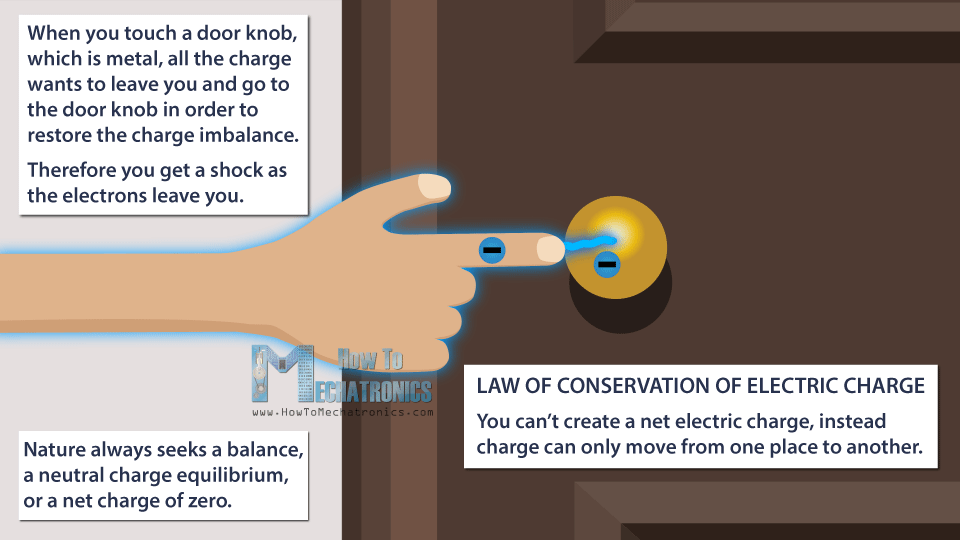 When you touch a door knob,
which is metal, all the charge
wants to leave you and go to
the door knob in order to
restore the charge imbalance.
Therefore you get a shock as
the electrons leave you.
How To
Mechatronics
www.HowToMechatronics.com
LAW OF CONSERVATION OF ELECTRIC CHARGE
You can’t create a net electric charge, instead
charge can only move from one place to another.
Nature always seeks a balance,
a neutral charge equilibrium,
or a net charge of zero.